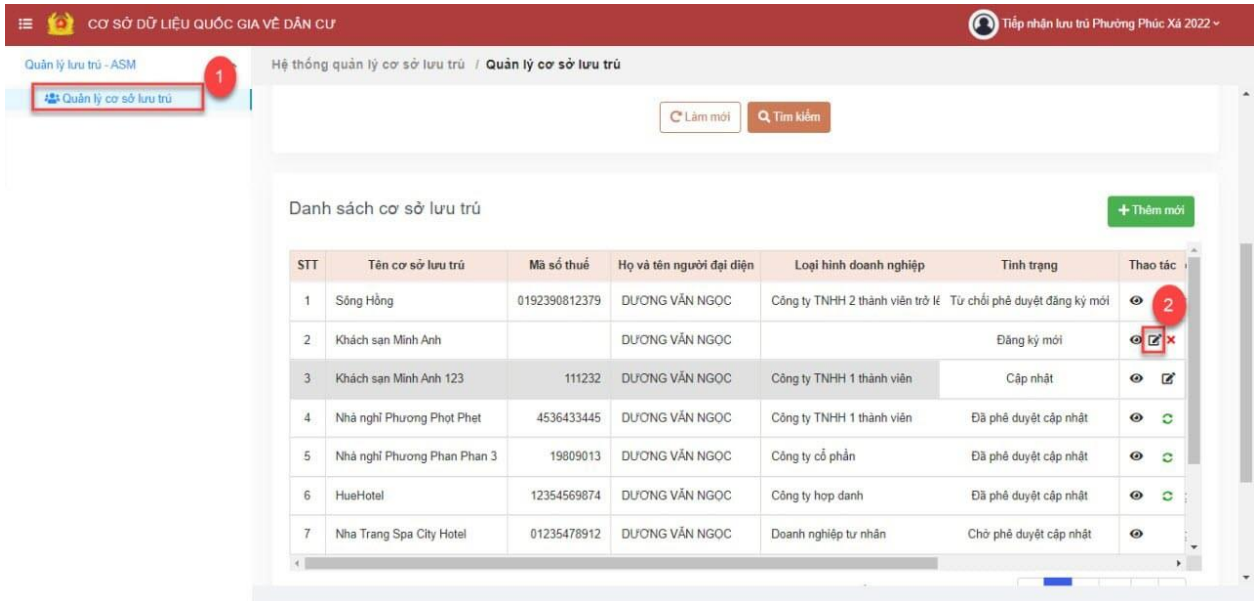 CƠ SỞ DỮ LIỆU QUỐC GIA VỀ DÂN CƯ
Tiếp nhận lưu trú Phường Phúc Xá 2022
Quản lý lưu trú - ASM
1
Quản lý cơ sở lưu trú
Hệ thống quản lý cơ sở lưu trú / Quản lý cơ sở lưu trú
Làm mới Tìm kiếm
Danh sách cơ sở lưu trú
+ Thêm mới
STT Tên cơ sở lưu trú Mã số thuế Họ và tên người đại diện Loại hình doanh nghiệp Tình trạng Thao tác
1 Sông Hồng 0192390812379 DƯƠNG VĂN NGỌC Công ty TNHH 2 thành viên trở lê Từ chối phê duyệt đăng ký mới
2
2 Khách sạn Minh Anh DƯƠNG VĂN NGỌC Đăng ký mới
3 Khách sạn Minh Anh 123 111232 DƯƠNG VĂN NGỌC Công ty TNHH 1 thành viên Cập nhật
4 Nhà nghỉ Phương Phọt Phẹt 4536433445 DƯƠNG VĂN NGỌC Công ty TNHH 1 thành viên Đã phê duyệt cập nhật
5 Nhà nghỉ Phương Phan Phan 3 19809013 DƯƠNG VĂN NGỌC Công ty cổ phần Đã phê duyệt cập nhật
6 HueHotel 12354569874 DƯƠNG VĂN NGỌC Công ty hợp danh Đã phê duyệt cập nhật
7 Nha Trang Spa City Hotel 01235478912 DƯƠNG VĂN NGỌC Doanh nghiệp tư nhân Chờ phê duyệt cập nhật